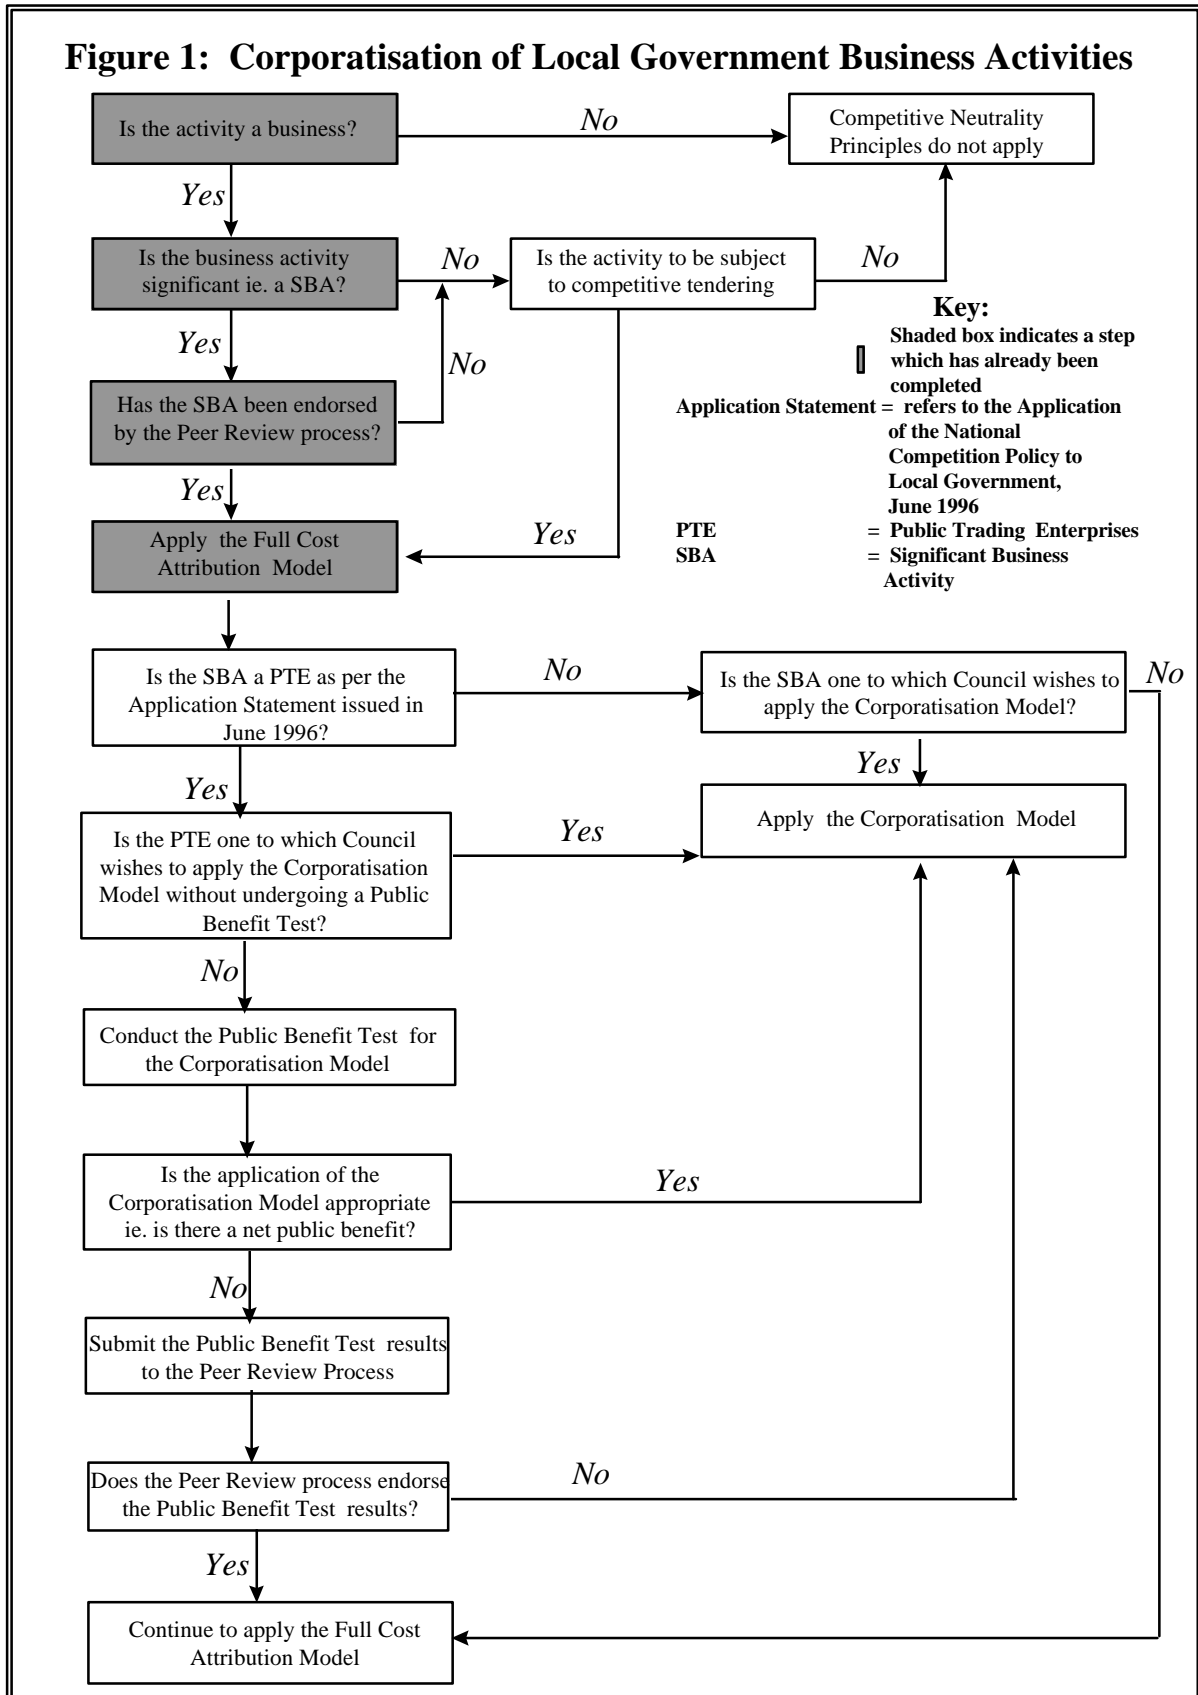 Figure 1: Corporatisation of Local Government Business Activities
Is the activity a business?
No
Competitive Neutrality
Principles do not apply
Yes
Is the business activity
significant ie. a SBA?
No
Is the activity to be subject
to competitive tendering
No
Key:
Shaded box indicates a step
which has already been
completed
Application Statement = refers to the Application
of the National
Competition Policy to
Local Government,
June 1996
PTE = Public Trading Enterprises
SBA = Significant Business
Activity
Yes
No
Has the SBA been endorsed
by the Peer Review process?
Yes
Yes
Apply the Full Cost
Attribution Model
Is the SBA a PTE as per the
Application Statement issued in
June 1996?
No
Is the SBA one to which Council wishes to
apply the Corporatisation Model?
No
Yes
Yes
Apply the Corporatisation Model
Is the PTE one to which Council
wishes to apply the Corporatisation
Model without undergoing a Public
Benefit Test?
Yes
No
Conduct the Public Benefit Test for
the Corporatisation Model
Is the application of the
Corporatisation Model appropriate
ie. is there a net public benefit?
Yes
No
Submit the Public Benefit Test results
to the Peer Review Process
Does the Peer Review process endorse
the Public Benefit Test results?
No
Yes
Continue to apply the Full Cost
Attribution Model